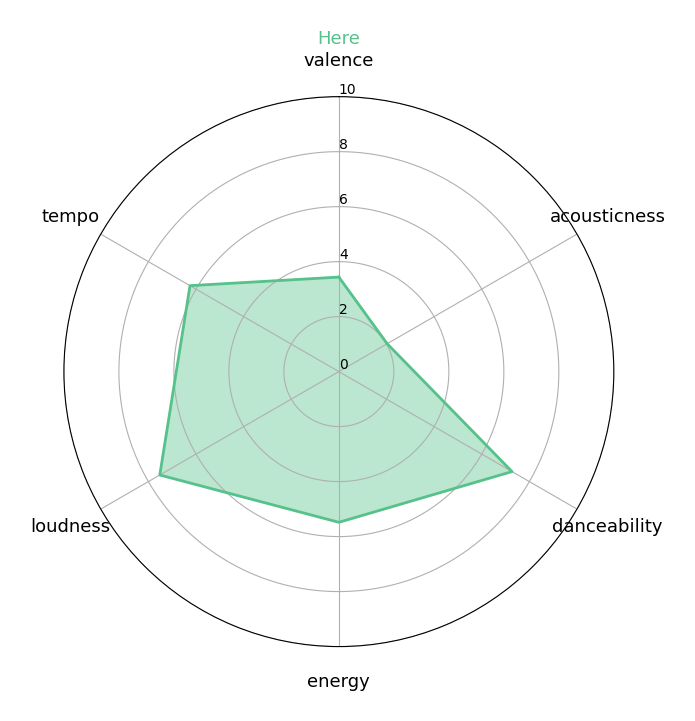 Here
valence
10
8
tempo
6
acousticness
4
2
0
loudness
danceability
energy